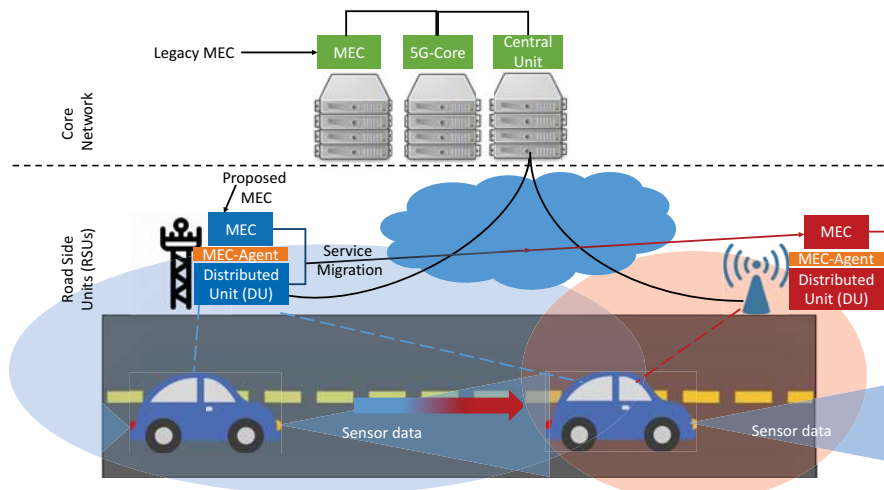 Legacy MEC
MEC
5G-Core
Central
Unit
Core
Network
Proposed
MEC
MEC
MEC-Agent
Distributed
Unit (DU)
Service
Migration
MEC
MEC-Agent
Distributed
Unit (DU)
Road Side
Units (RSUs)
Sensor data
Sensor data